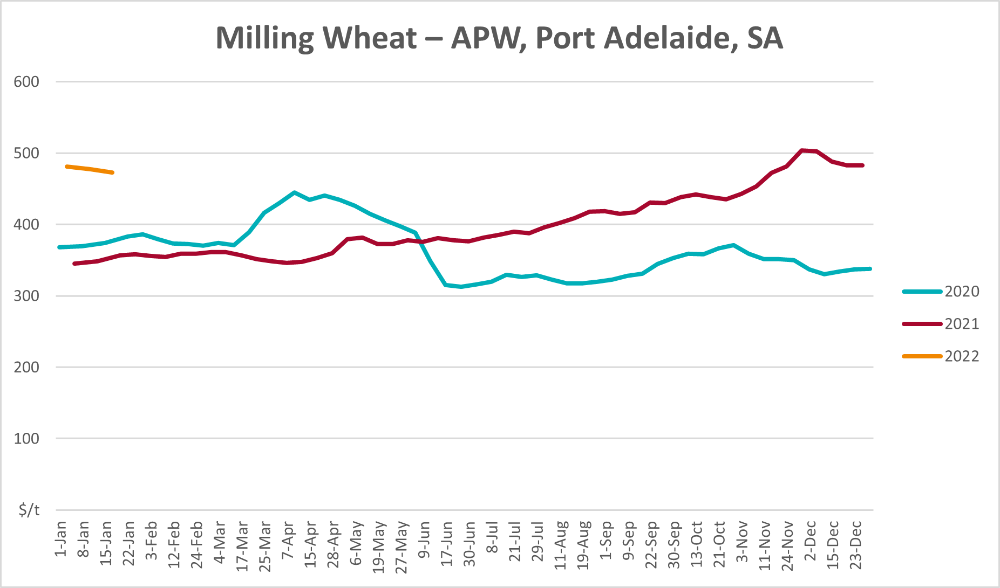 Milling Wheat – APW, Port Adelaide, SA
600
500
400
300
200
100
$/t
1-Jan
8-Jan
15-Jan
22-Jan
3-Feb
12-Feb
24-Feb
4-Mar
17-Mar
25-Mar
7-Apr
15-Apr
28-Apr
6-May
19-May
27-May
9-Jun
17-Jun
30-Jun
8-Jul
21-Jul
29-Jul
11-Aug
19-Aug
1-Sep
9-Sep
22-Sep
30-Sep
13-Oct
21-Oct
3-Nov
11-Nov
24-Nov
2-Dec
15-Dec
23-Dec
2020
2021
2022